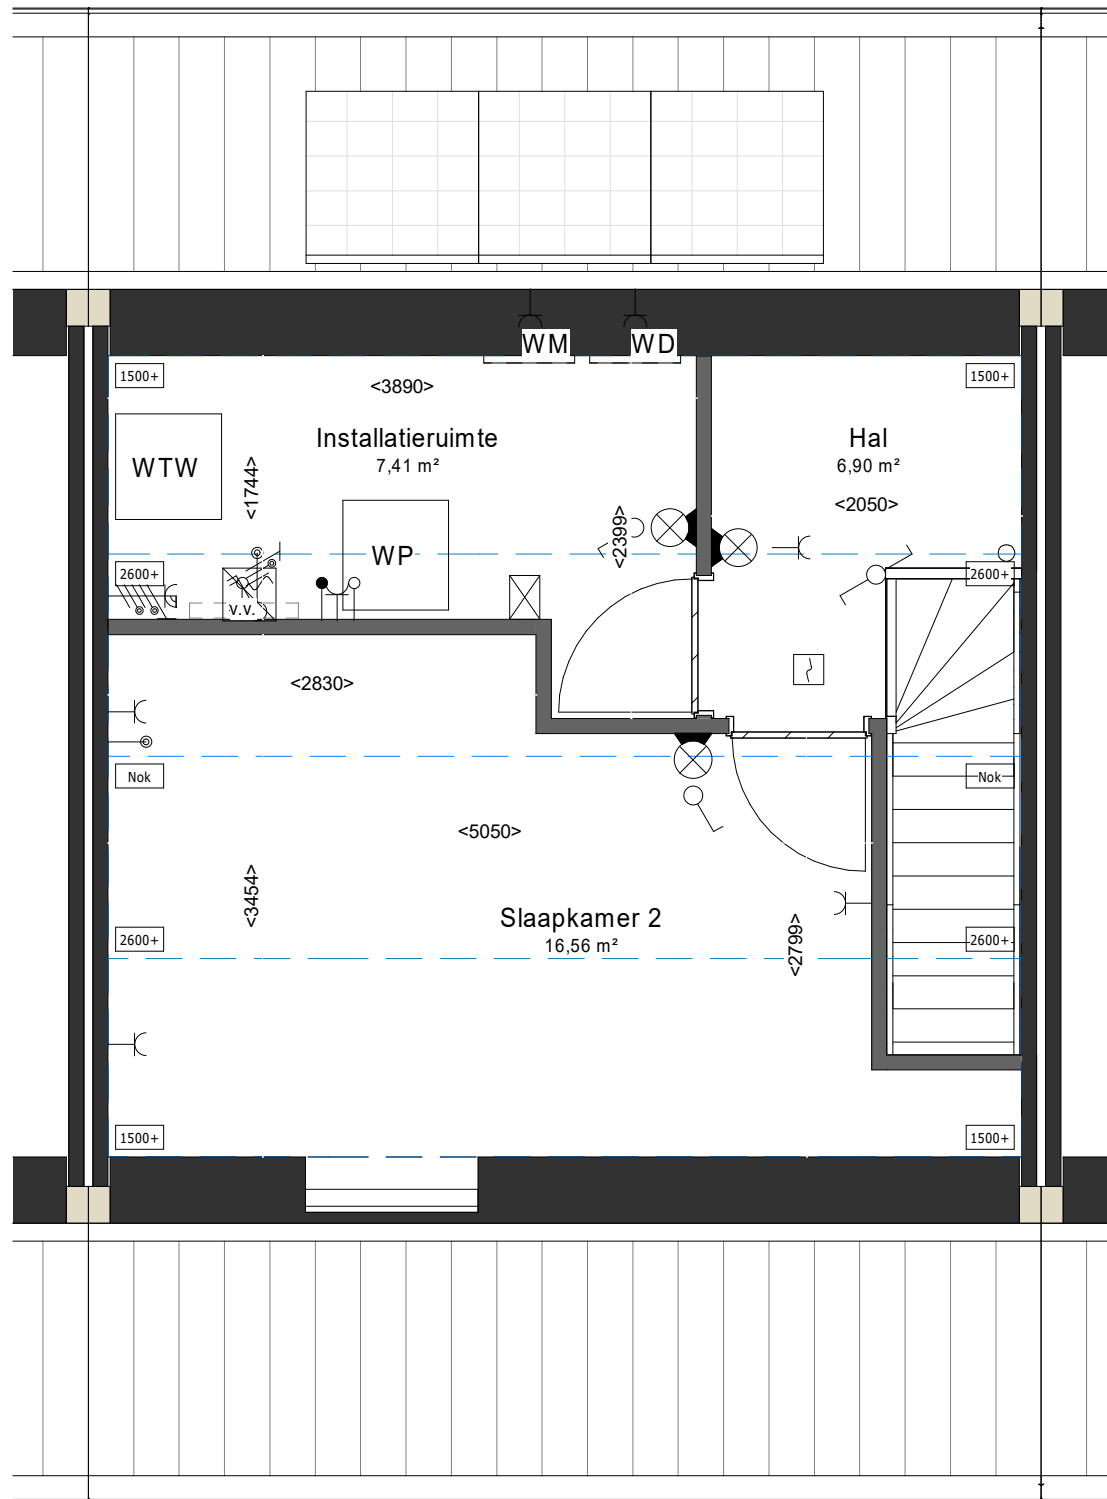 WM
WD
1500+
<3890>
1500+
Installatieruimte
7,41 m²
Hal
6,90 m²
WTW
<1744>
<2050>
<2399>
WP
2600+
2600+
V.V.
<2830>
Nok
Nok
<5050>
<3454>
Slaapkamer 2
16,56 m²
<2799>
2600+
2600+
1500+
1500+